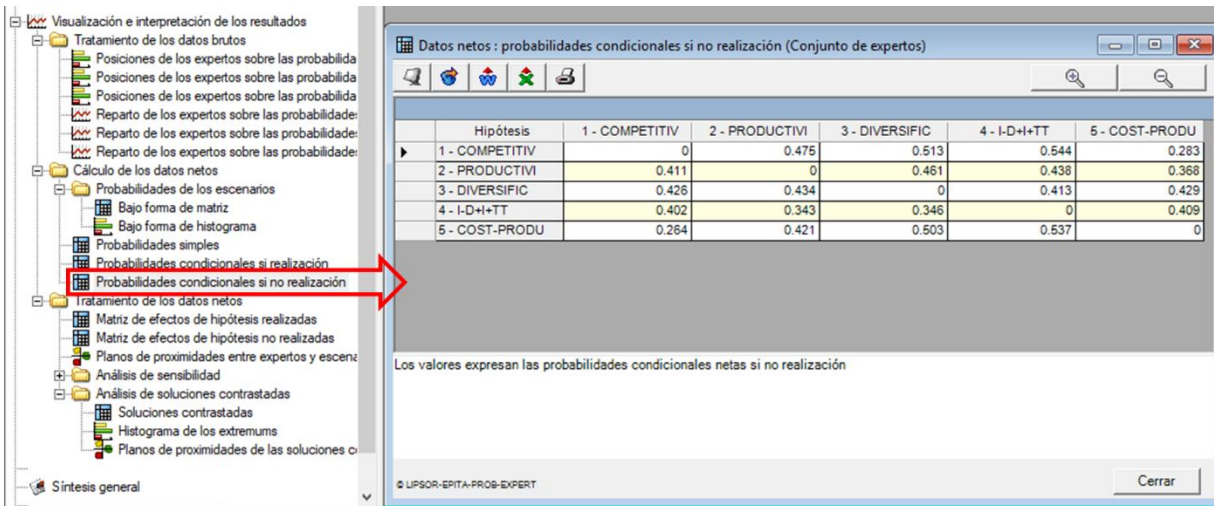 Visualización e interpretación de los resultados
Tratamiento de los datos brutos
Posiciones de los expertos sobre las probabilida
Posiciones de los expertos sobre las probabilida
Posiciones de los expertos sobre las probabilida
Reparto de los expertos sobre las probabilidade:
Reparto de los expertos sobre las probabilidade:
Reparto de los expertos sobre las probabilidade:
Cálculo de los datos netos
Probabilidades de los escenarios
Bajo forma de matriz
Bajo forma de histograma
Probabilidades simples
Probabilidades condicionales si realización
Probabilidades condicionales si no realización
Tratamiento de los datos netos
Matriz de efectos de hipótesis realizadas
Matriz de efectos de hipótesis no realizadas
Planos de proximidades entre expertos y escena
Análisis de sensibilidad
Análisis de soluciones contrastadas
Soluciones contrastadas
Histograma de los extremums
Planos de proximidades de las soluciones c
Síntesis general
Datos netos : probabilidades condicionales si no realización (Conjunto de expertos)
Hipótesis 1 - COMPETITIV 2 - PRODUCTIVI 3 - DIVERSIFIC 4 - I-D+I+TT 5 - COST-PRODU
1 - COMPETITIV 0 0.475 0.513 0.544 0.283
2 - PRODUCTIVI 0.411 0 0.461 0.438 0.368
3 - DIVERSIFIC 0.426 0.434 0 0.413 0.429
4 - I-D+I+TT 0.402 0.343 0.346 0 0.409
5 - COST-PRODU 0.264 0.421 0.503 0.537 0
Los valores expresan las probabilidades condicionales netas si no realización
© LIPSOR-EPITA-PROB-EXPERT
Cerrar